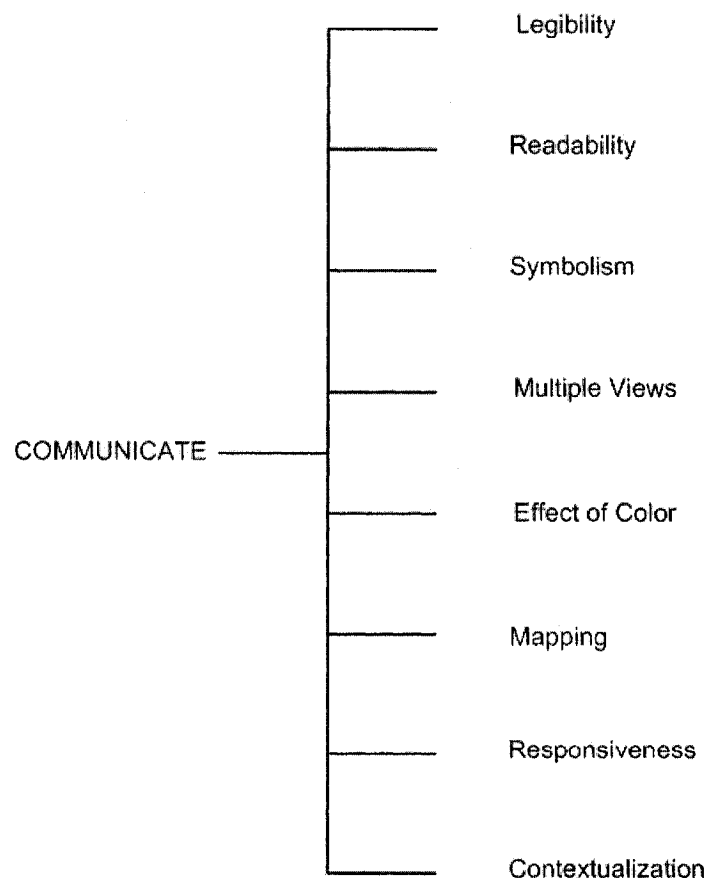 Legibility
Readability
Symbolism
Multiple Views
COMMUNICATE
Effect of Color
Mapping
Responsiveness
Contextualization